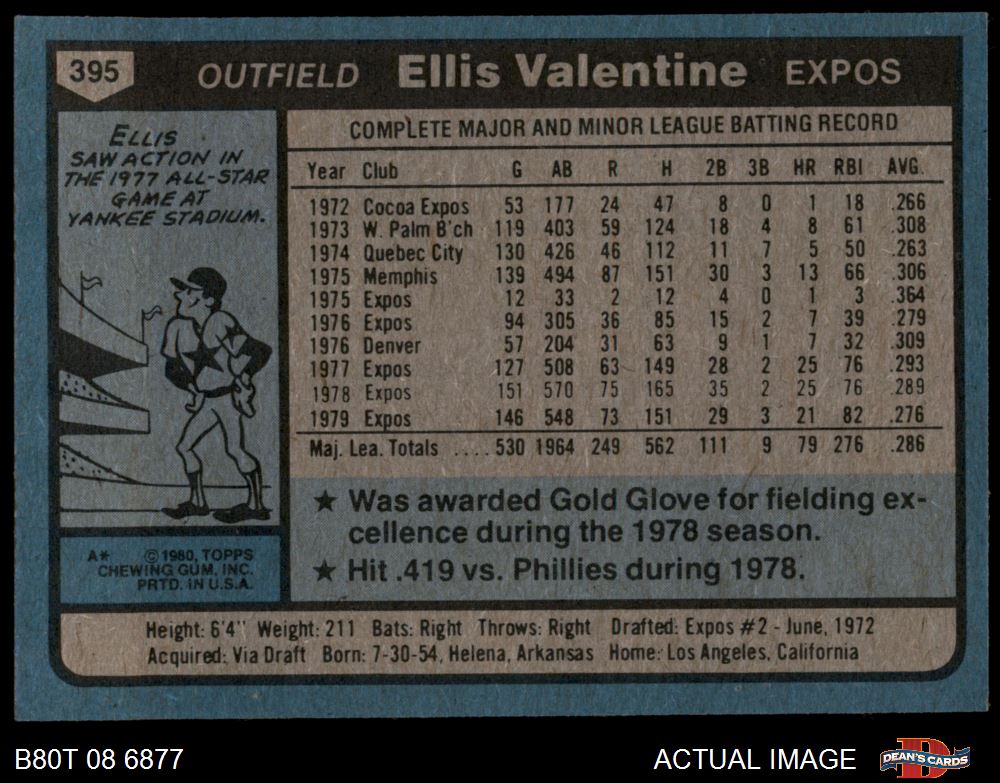 395 OUTFIELD Ellis Valentine EXPOS
ELLIS
SAW ACTION IN
THE 1977 ALL-STAR
GAME AT
YANKEE STADIUM.
COMPLETE MAJOR AND MINOR LEAGUE BATTING RECORD
Year Club G AB R H 2B 3B HR RBI AVG.
1972 Cocoa Expos 53 177 24 47 8 0 1 18 .266
1973 W. Palm B'ch 119 403 59 124 18 4 8 61 .308
1974 Quebec City 130 426 46 112 11 7 5 50 .263
1975 Memphis 139 494 87 151 30 3 13 66 .306
1975 Expos 12 33 2 12 4 0 1 3 .364
1976 Expos 94 305 36 85 15 2 7 39 .279
1976 Denver 57 204 31 63 9 1 7 32 .309
1977 Expos 127 508 63 149 28 2 25 76 .293
1978 Expos 151 570 75 165 35 2 25 76 .289
1979 Expos 146 548 73 151 29 3 21 82 .276
Maj. Lea. Totals .... 530 1964 249 562 111 9 79 276 .286
★ Was awarded Gold Glove for fielding ex-
cellence during the 1978 season.
★ Hit .419 vs. Phillies during 1978.
A* ©1980, TOPPS
CHEWING GUM, INC.
PRTD. IN U.S.A.
Height: 6'4" Weight: 211 Bats: Right Throws: Right Drafted: Expos #2 - June, 1972
Acquired: Via Draft Born: 7-30-54, Helena, Arkansas Home: Los Angeles, California
B80T 08 6877 ACTUAL IMAGE DEAN'S CARDS